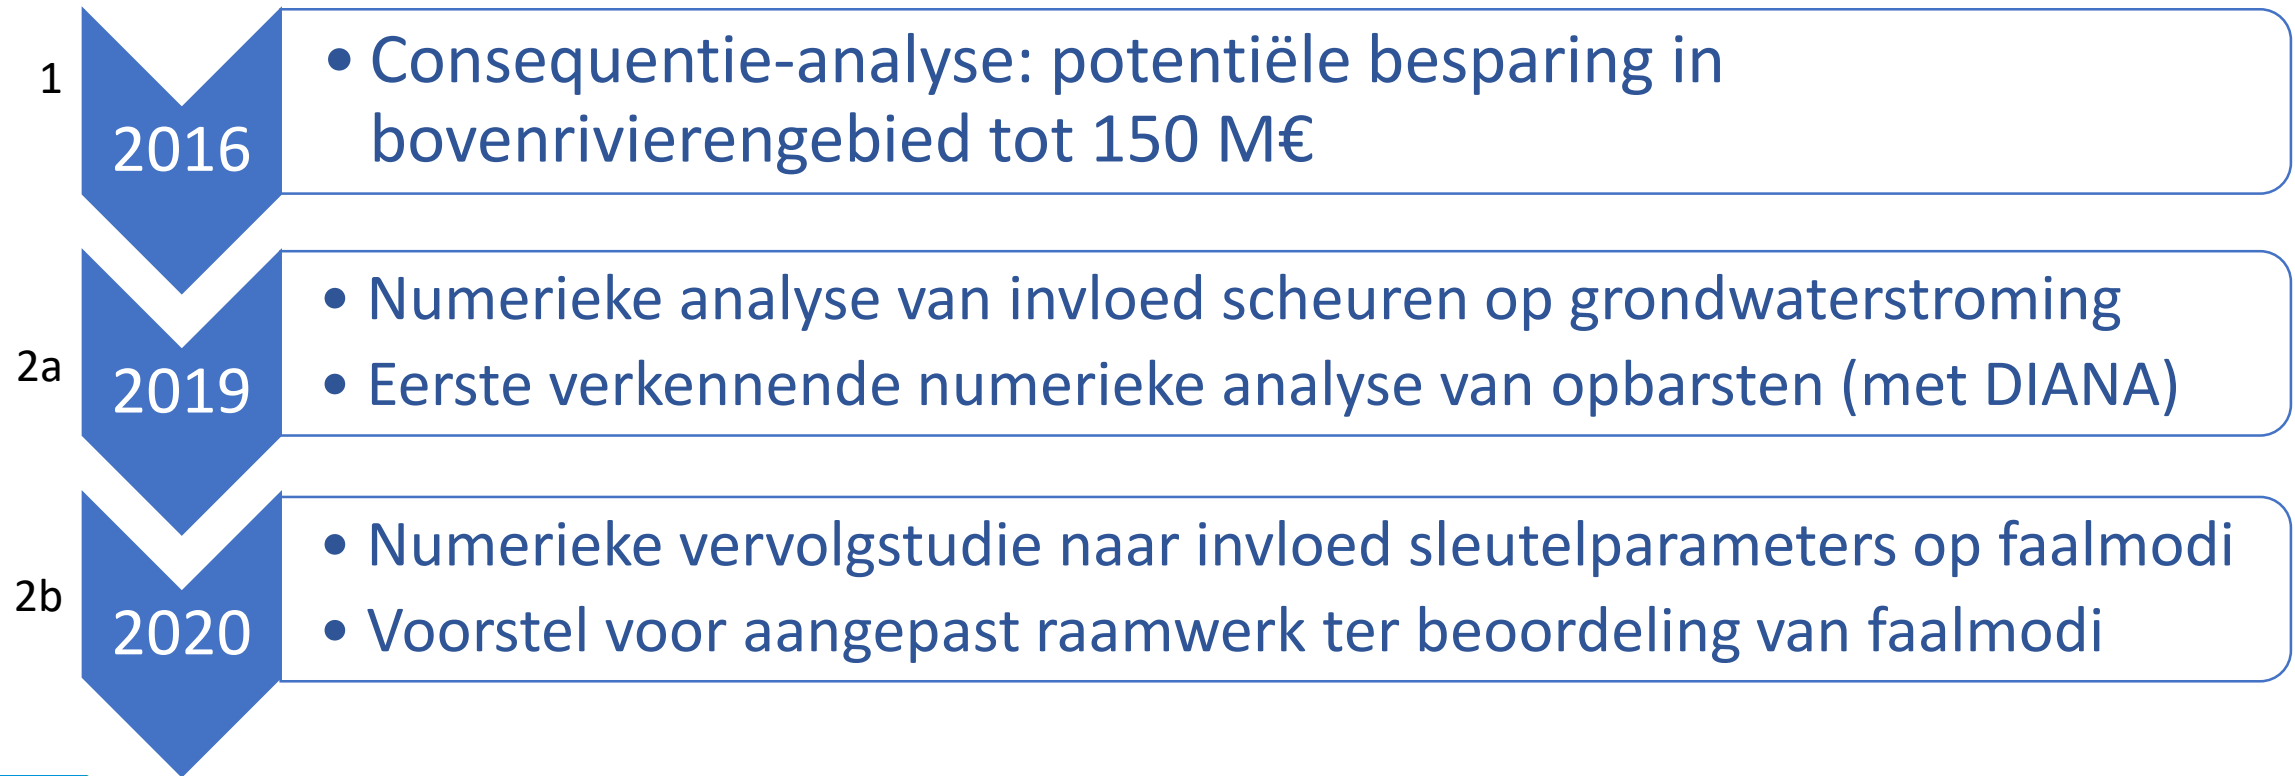 1
2016
• Consequentie-analyse: potentiële besparing in
bovenrivierengebied tot 150 M€
2a
2019
• Numerieke analyse van invloed scheuren op grondwaterstroming
• Eerste verkennende numerieke analyse van opbarsten (met DIANA)
2b
2020
• Numerieke vervolgstudie naar invloed sleutelparameters op faalmodi
• Voorstel voor aangepast raamwerk ter beoordeling van faalmodi